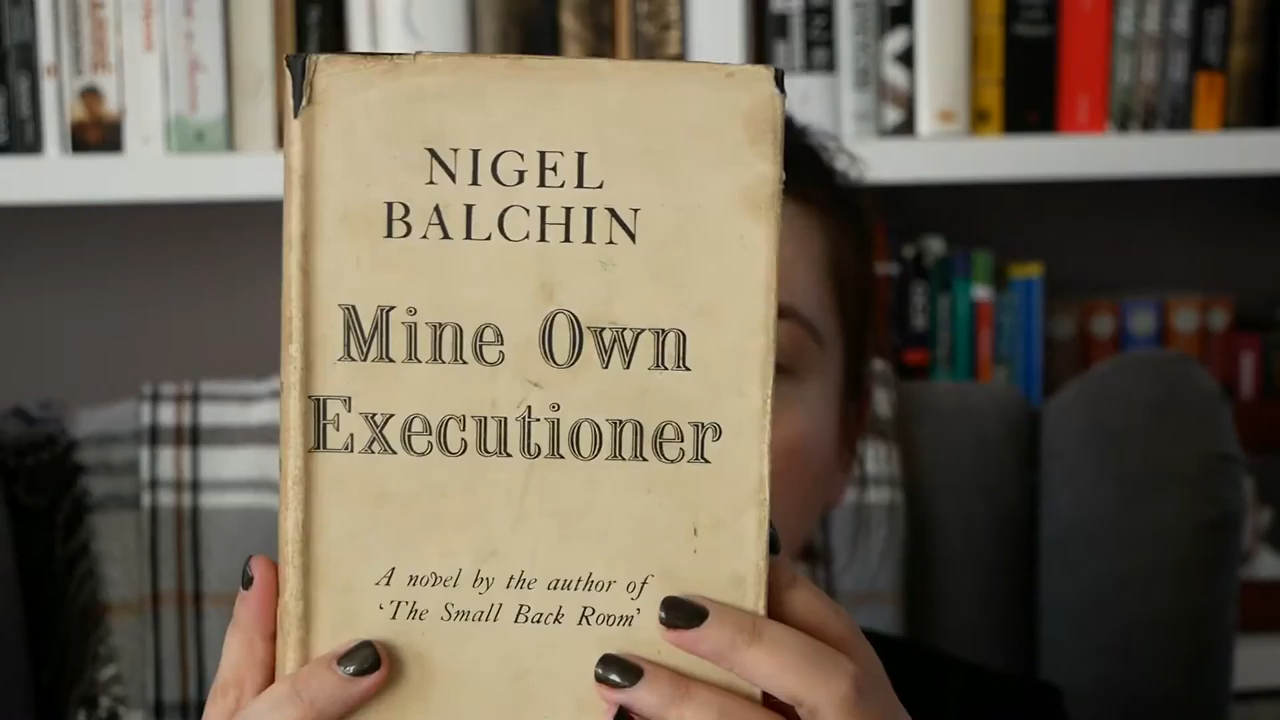 NIGEL
BALCHIN
Mine Own
Executioner
A novel by the author of
'The Small Back Room'